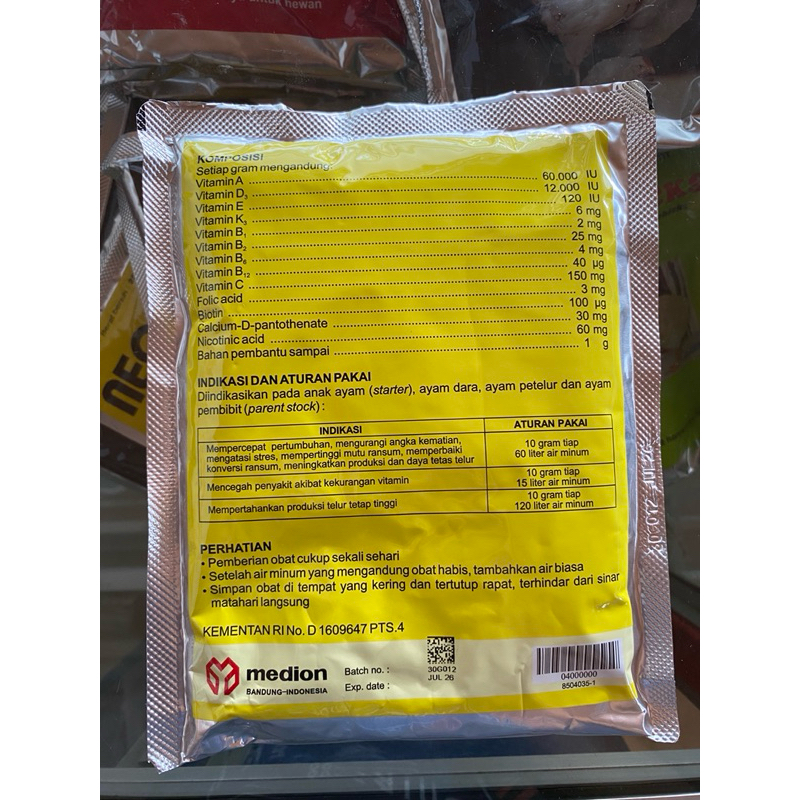 untuk hewan
KOMPOSISI
Setiap gram mengandung:
Vitamin A ........ 60.000 IU
Vitamin D₃ ........ 12.000 IU
Vitamin E ........ 120 IU
Vitamin K₃ ........ 6 mg
Vitamin B₁ ........ 2 mg
Vitamin B₂ ........ 25 mg
Vitamin B₆ ........ 4 mg
Vitamin B₁₂ ........ 40 µg
Vitamin C ........ 150 mg
Folic acid ........ 3 mg
Biotin ........ 100 µg
Calcium-D-pantothenate ........ 30 mg
Nicotinic acid ........ 60 mg
Bahan pembantu sampai ........ 1 g
INDIKASI DAN ATURAN PAKAI
Diindikasikan pada anak ayam (starter), ayam dara, ayam petelur dan ayam
pembibit (parent stock) :
INDIKASI ATURAN PAKAI
Mempercepat pertumbuhan, mengurangi angka kematian,
mengatasi stres, mempertinggi mutu ransum, memperbaiki
konversi ransum, meningkatkan produksi dan daya tetas telur
10 gram tiap
60 liter air minum
Mencegah penyakit akibat kekurangan vitamin
10 gram tiap
15 liter air minum
Mempertahankan produksi telur tetap tinggi
10 gram tiap
120 liter air minum
PERHATIAN
• Pemberian obat cukup sekali sehari
• Setelah air minum yang mengandung obat habis, tambahkan air biasa
• Simpan obat di tempat yang kering dan tertutup rapat, terhindar dari sinar
matahari langsung
KEMENTAN RI No. D 1609647 PTS.4
medion
BANDUNG-INDONESIA
Batch no. : 30G012
Exp. date : JUL 26
04000000
8504035-1
NEO